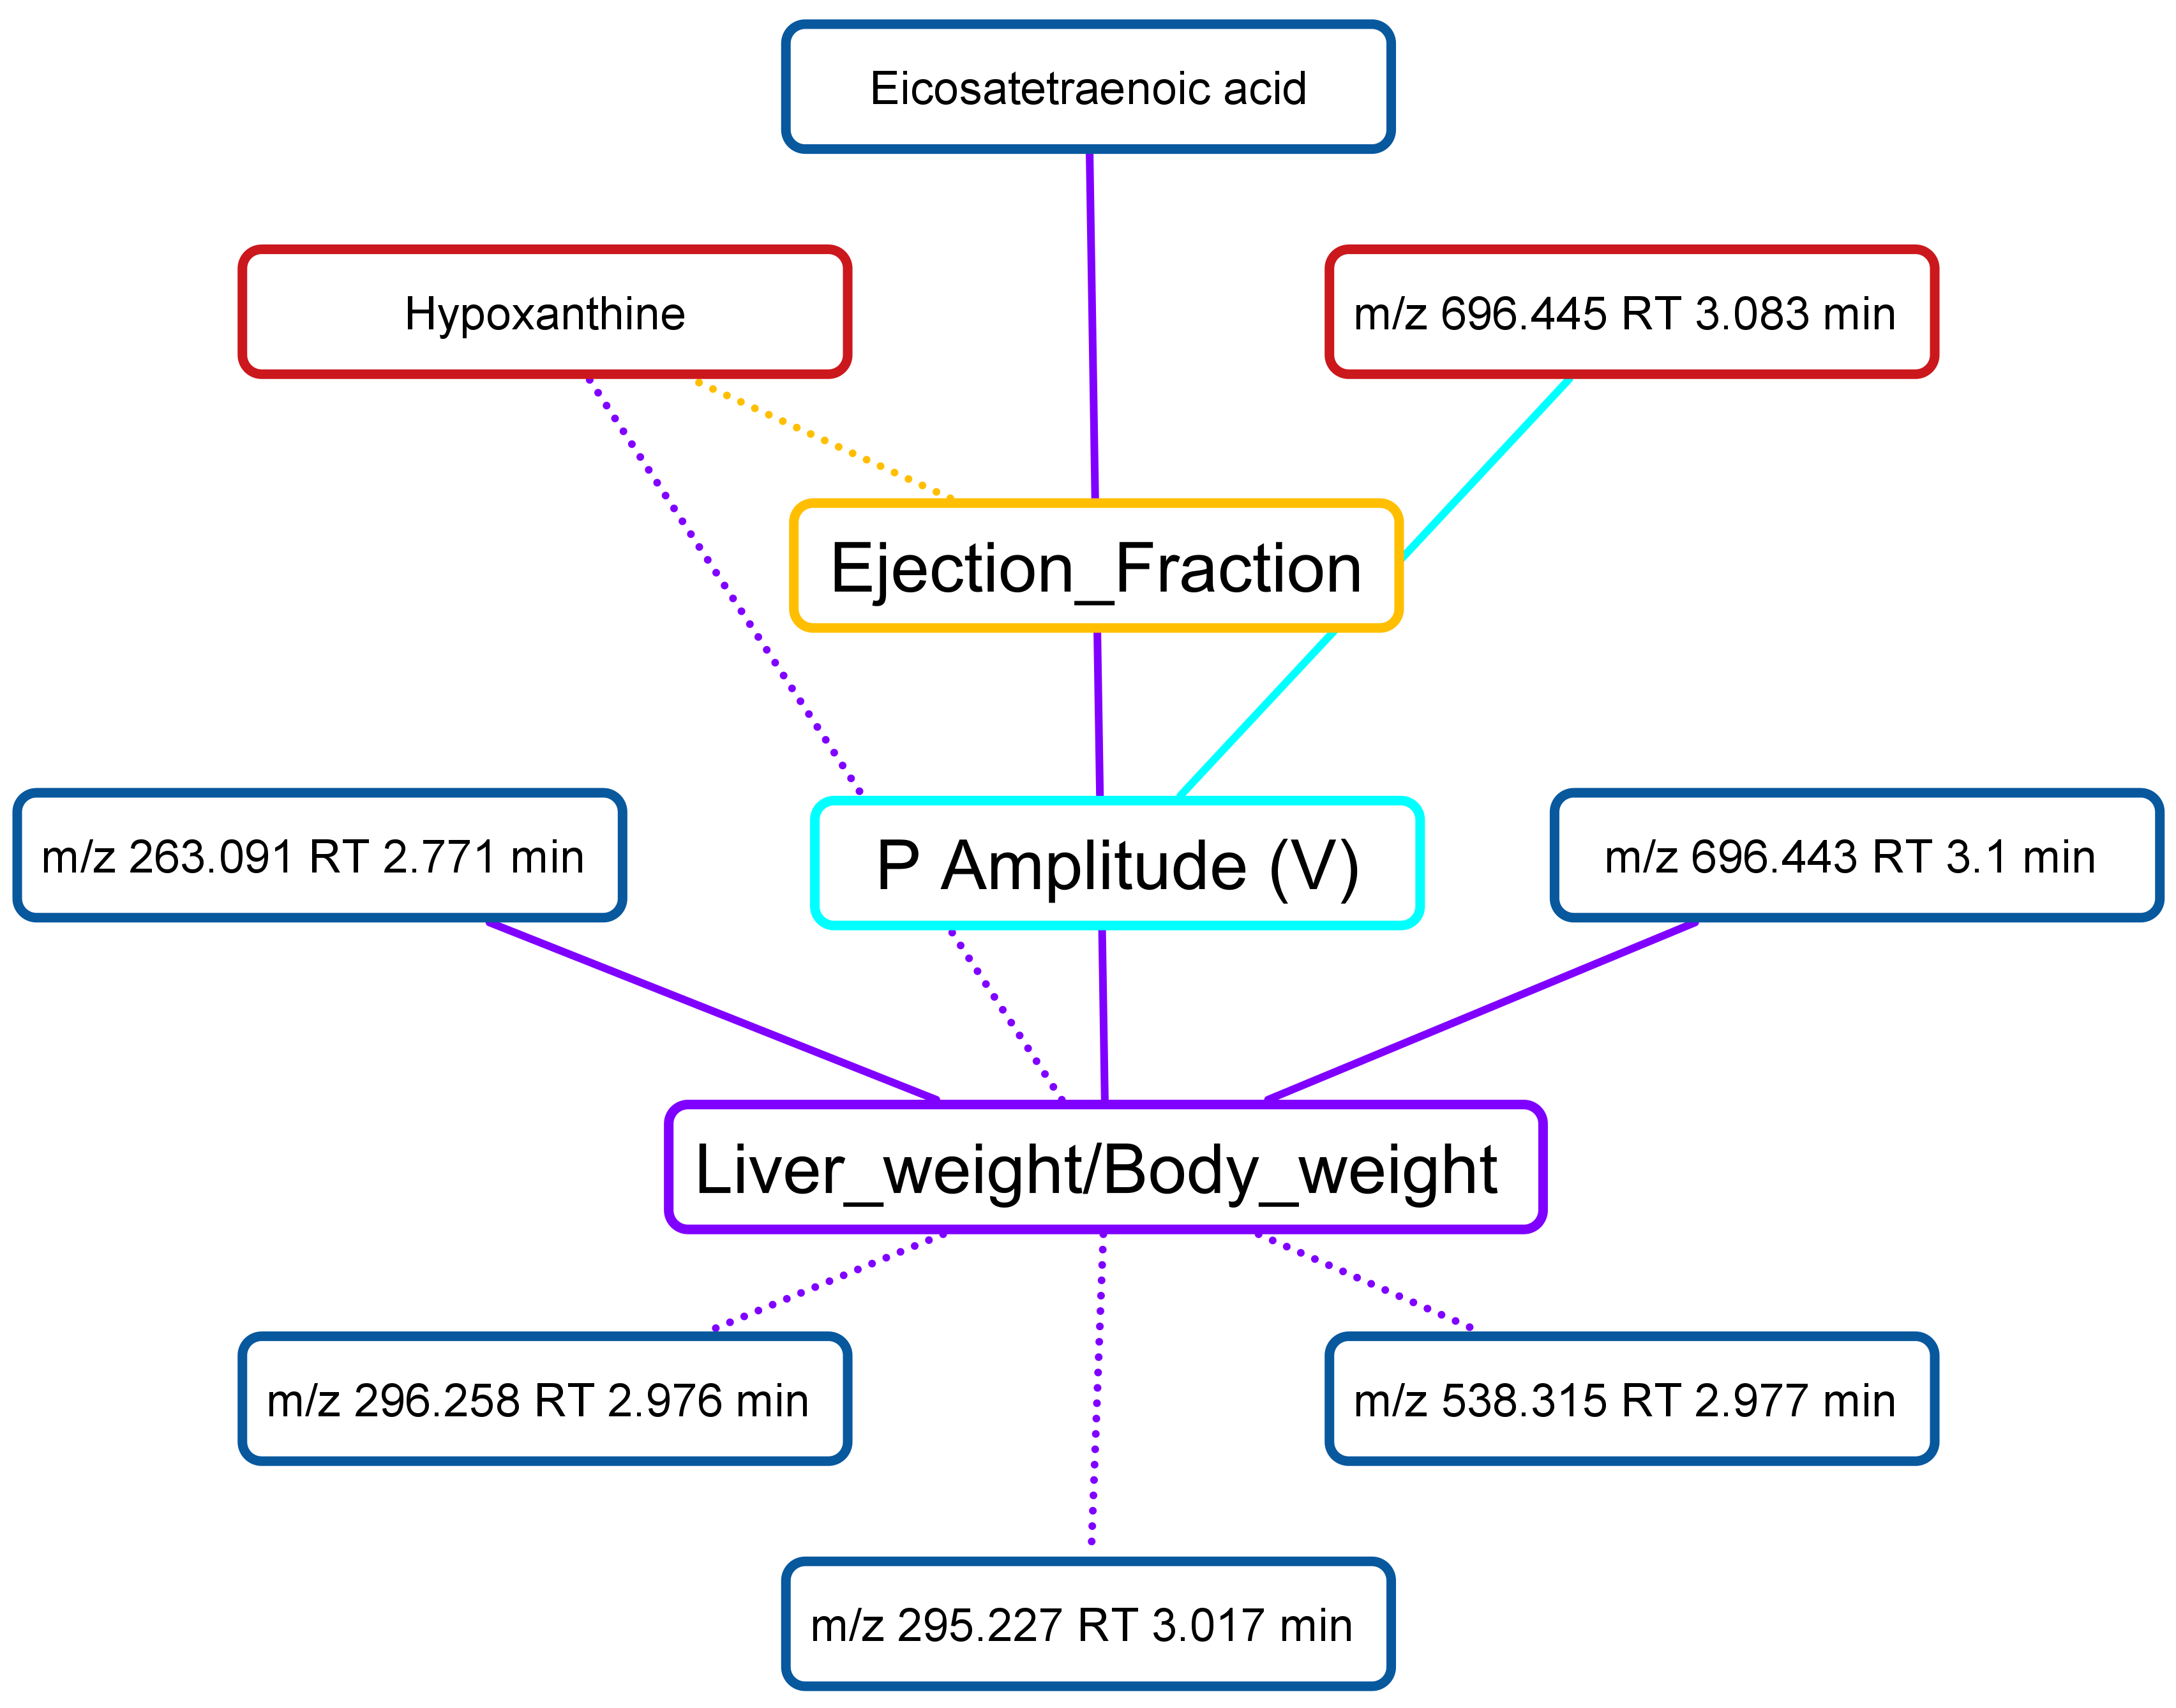 Eicosatetraenoic acid
Hypoxanthine
m/z 696.445 RT 3.083 min
Ejection_Fraction
m/z 263.091 RT 2.771 min
P Amplitude (V)
m/z 696.443 RT 3.1 min
Liver_weight/Body_weight
m/z 296.258 RT 2.976 min
m/z 538.315 RT 2.977 min
m/z 295.227 RT 3.017 min